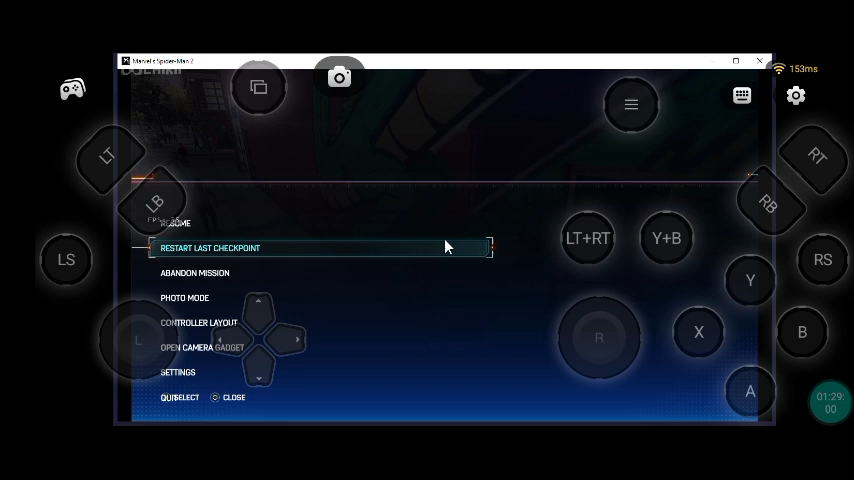 Marvel's Spider-Man 2
153ms
LT
RT
LB
RB
RESUME
LT+RT
Y+B
RESTART LAST CHECKPOINT
LS
RS
ABANDON MISSION
Y
PHOTO MODE
CONTROLLER LAYOUT
L
R
X
B
OPEN CAMERA GADGET
SETTINGS
A
QUIT
SELECT
CLOSE
01:29:
00